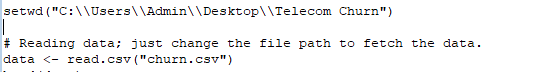 setwd("C:\\Users\\Admin\\Desktop\\Telecom Churn")
# Reading data; just change the file path to fetch the data.
data <- read.csv("churn.csv")